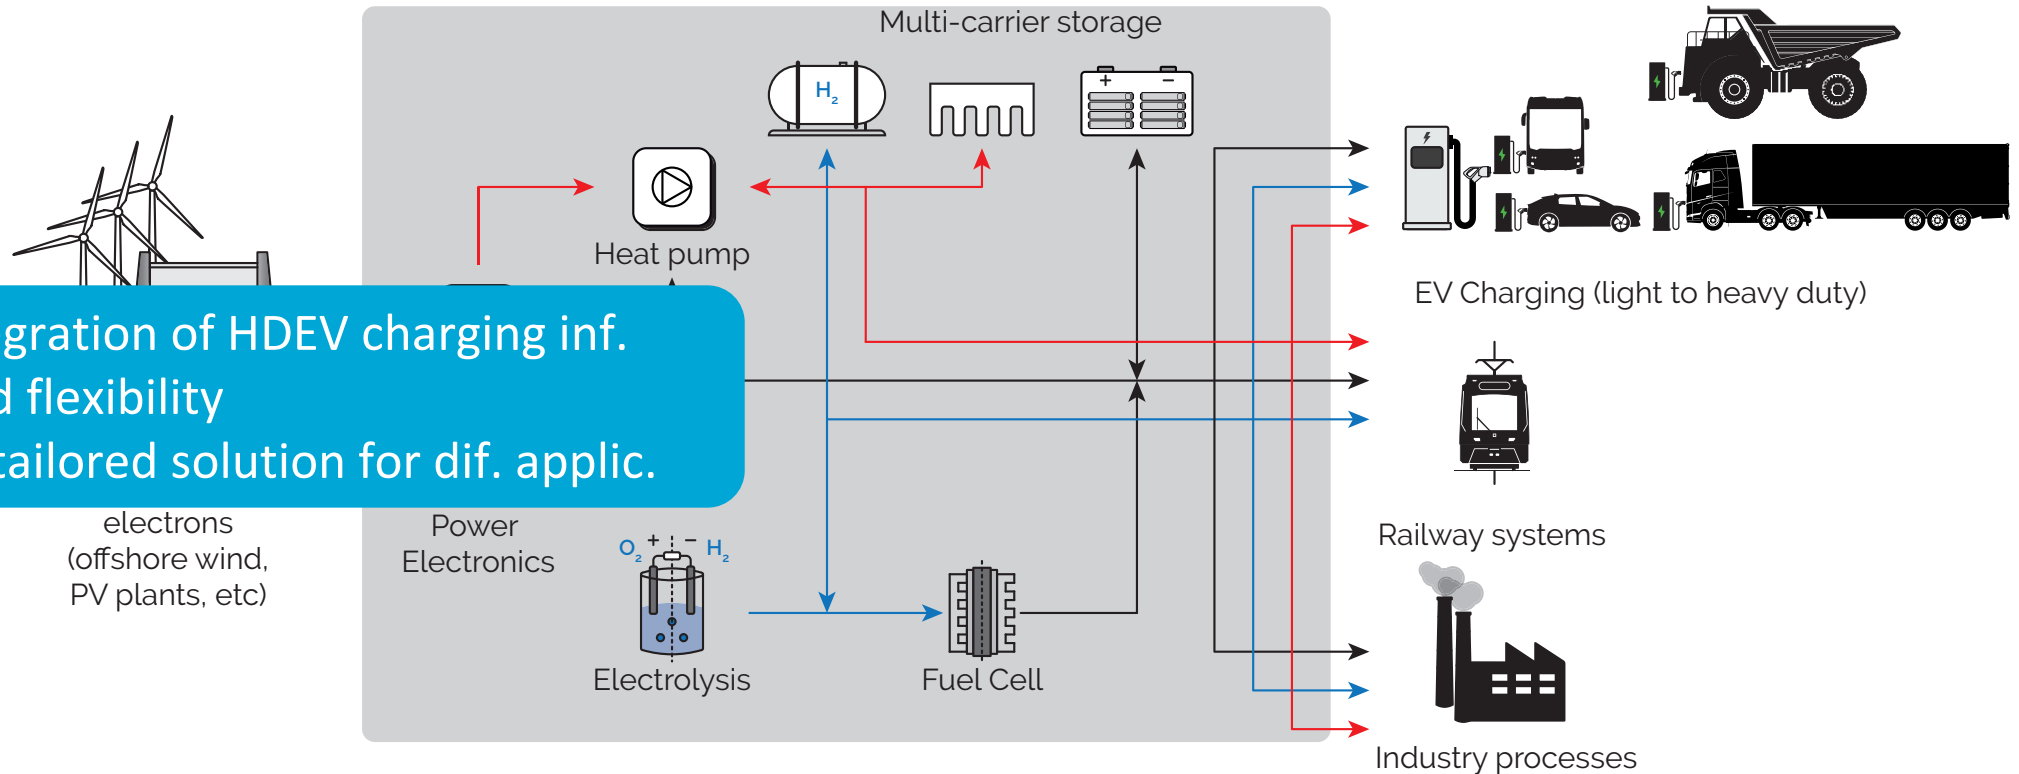 Multi-carrier storage
H2
+ −
Heat pump
EV Charging (light to heavy duty)
gration of HDEV charging inf.
d flexibility
tailored solution for dif. applic.
electrons
(offshore wind,
PV plants, etc)
Power
Electronics
O2 + − H2
Electrolysis
Fuel Cell
Railway systems
Industry processes